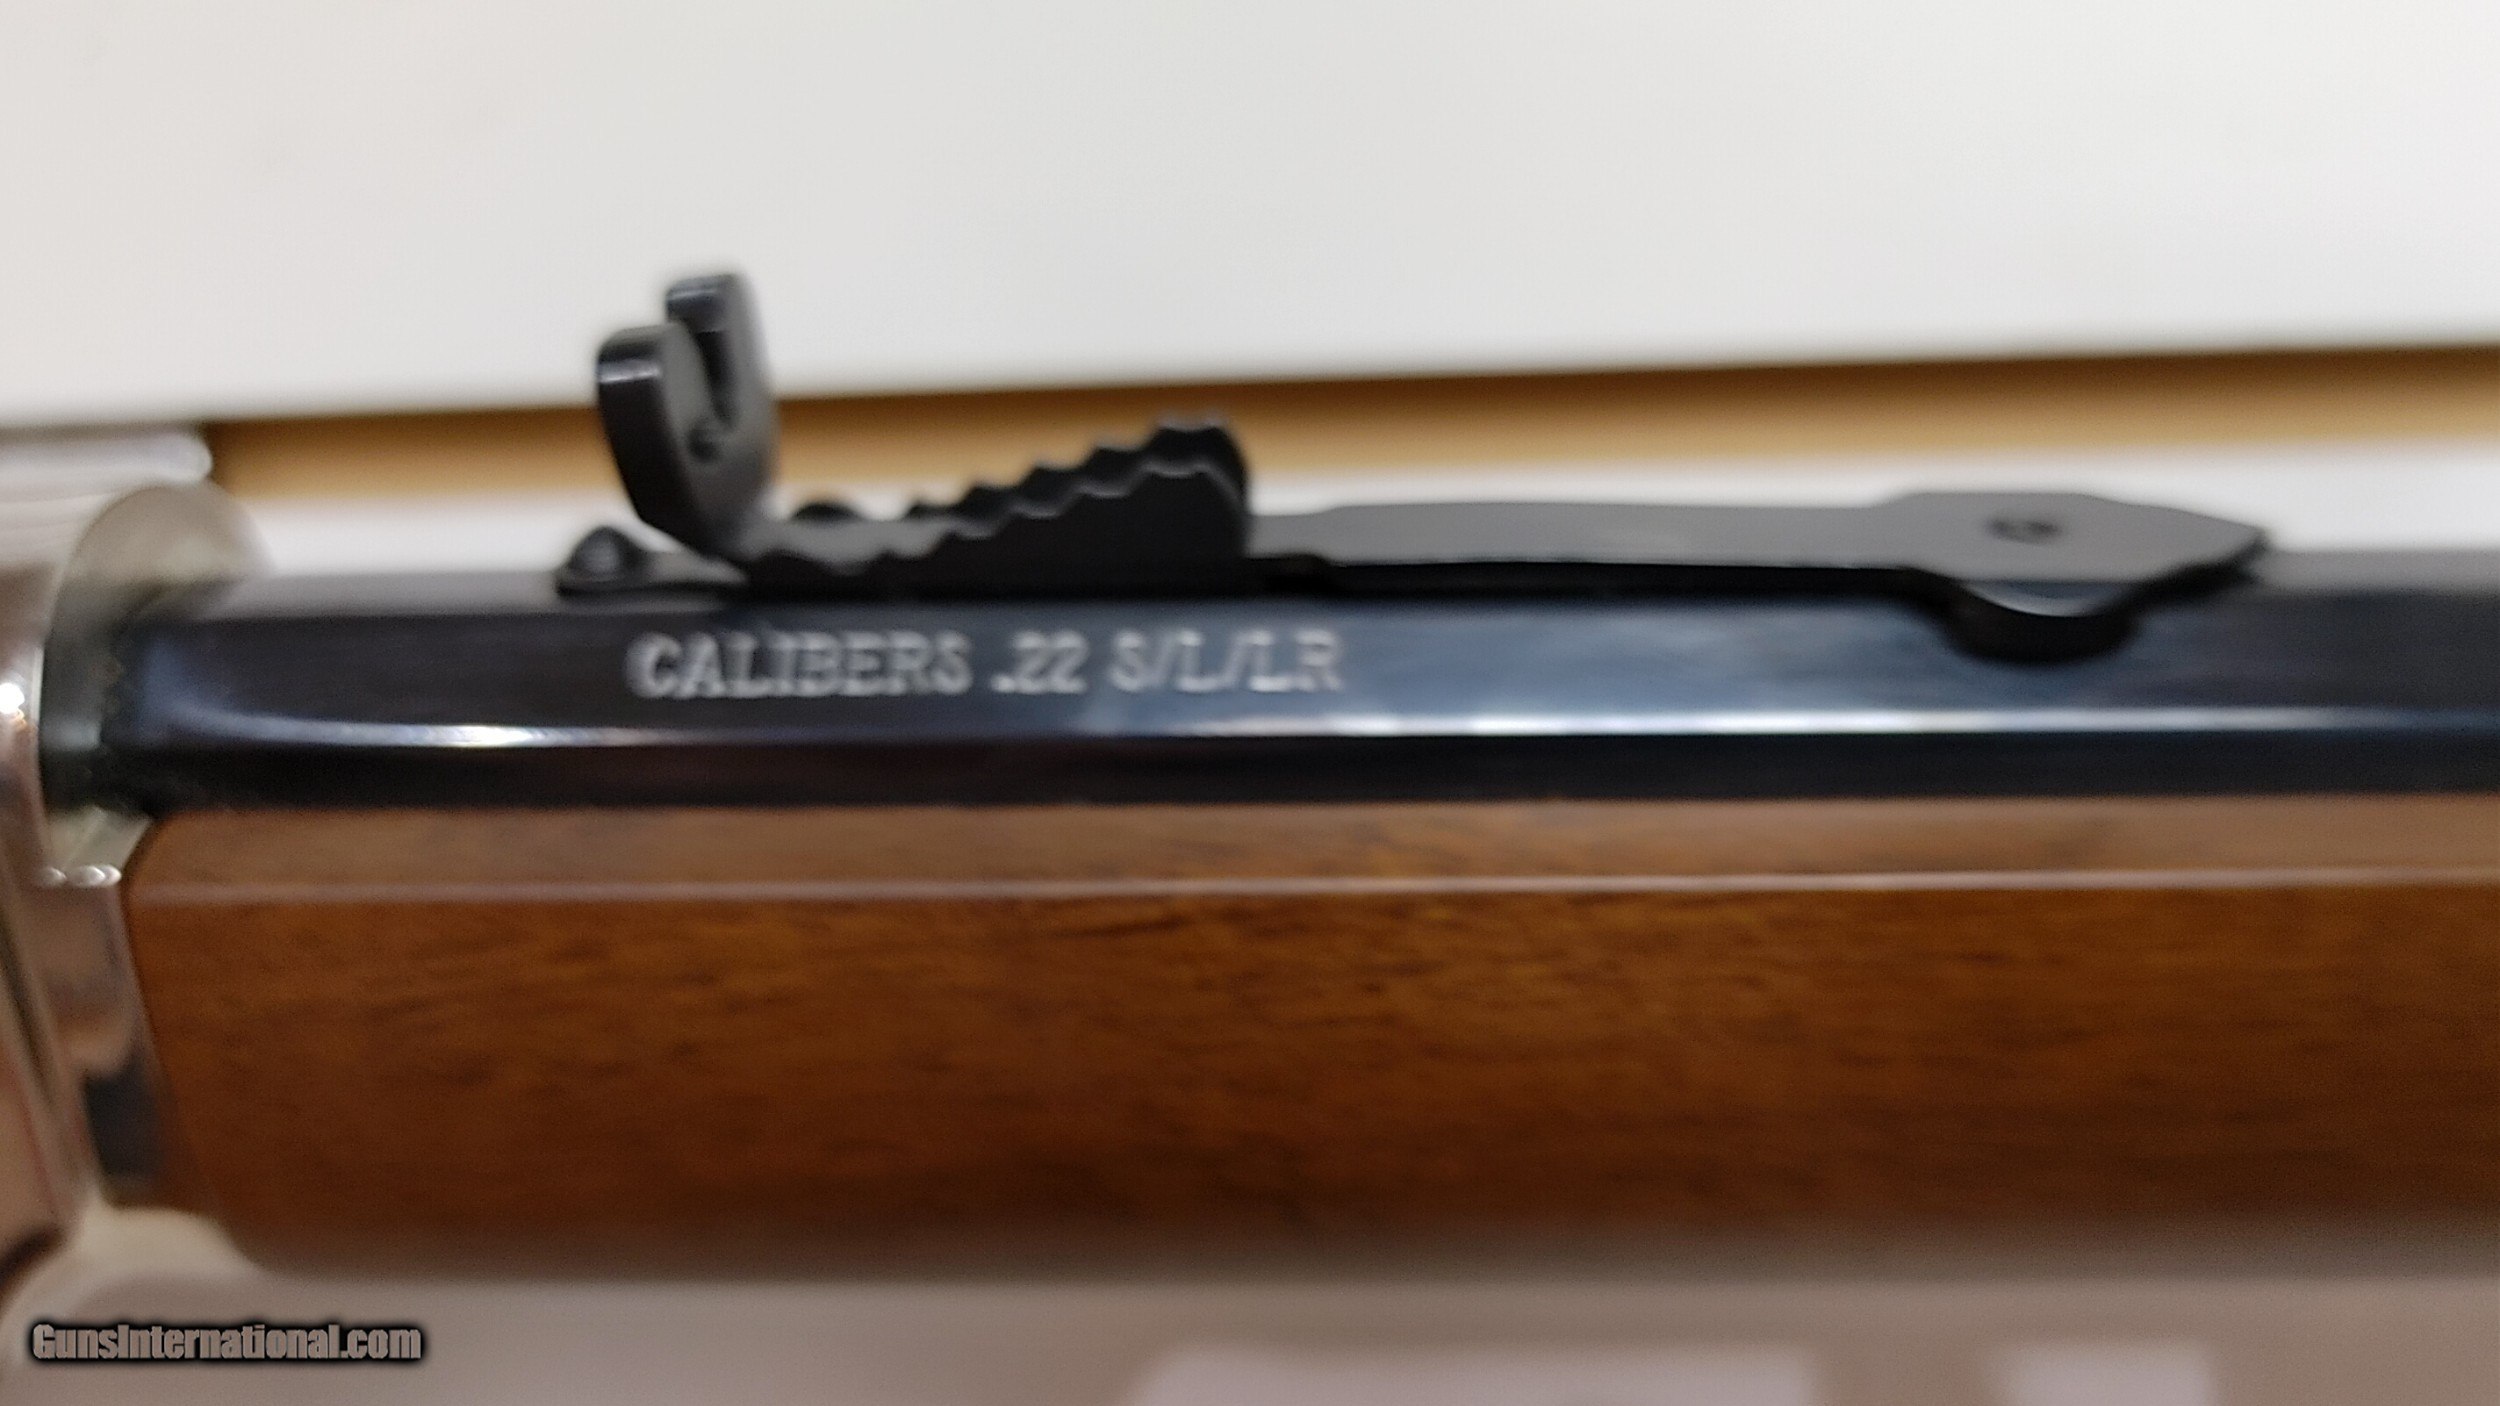 CALIBERS .22 S/L/LR
GunsInternational.com